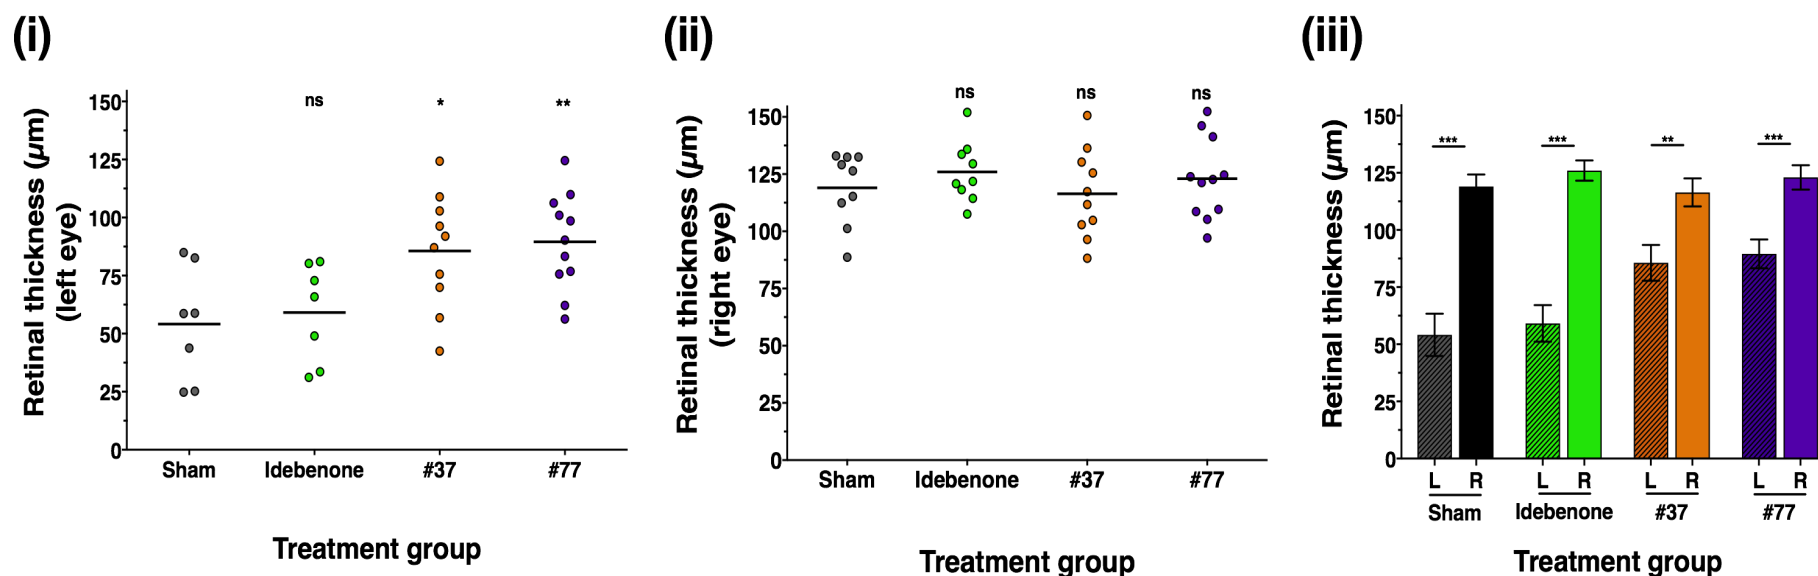 (i)
Retinal thickness (µm)
(left eye)
150
125
100
75
50
25
0
ns
*
**
Sham
Idebenone
#37
#77
Treatment group
(ii)
Retinal thickness (µm)
(right eye)
150
125
100
75
50
25
0
ns
ns
ns
Sham
Idebenone
#37
#77
Treatment group
(iii)
Retinal thickness (µm)
150
125
100
75
50
25
0
***
***
**
***
L R L R L R L R
Sham
Idebenone
#37
#77
Treatment group